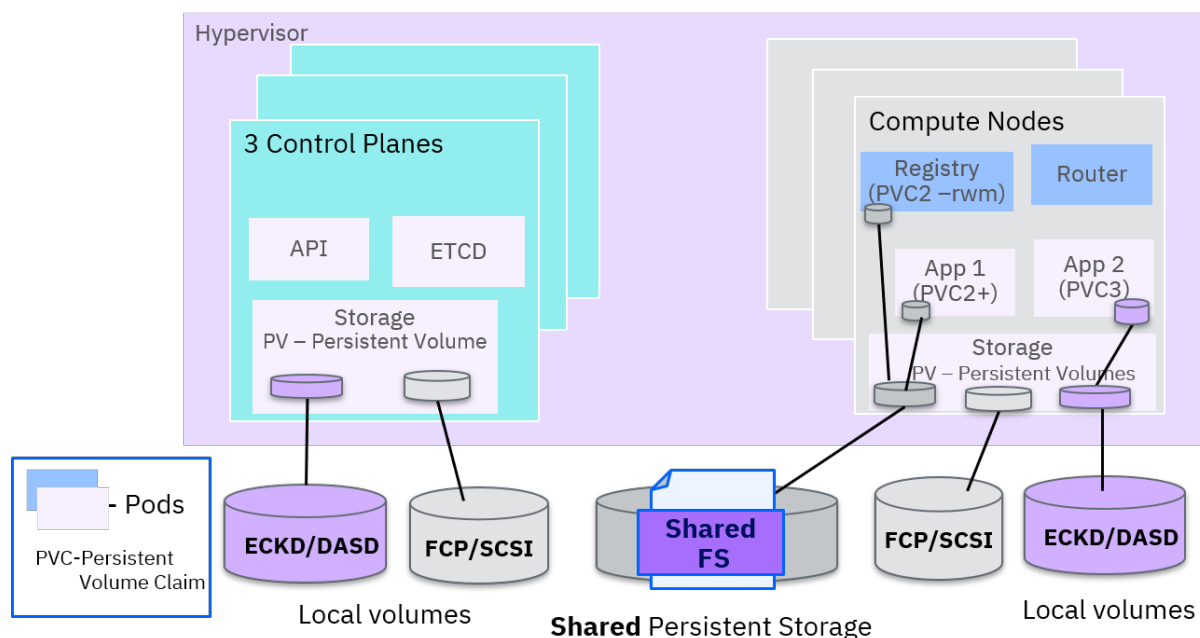 Hypervisor
3 Control Planes
API
ETCD
Storage
PV – Persistent Volume
Compute Nodes
Registry
(PVC2 –rwm)
Router
App 1
(PVC2+)
App 2
(PVC3)
Storage
PV – Persistent Volumes
- Pods
PVC-Persistent
Volume Claim
ECKD/DASD
FCP/SCSI
Local volumes
Shared
FS
Shared Persistent Storage
FCP/SCSI
ECKD/DASD
Local volumes